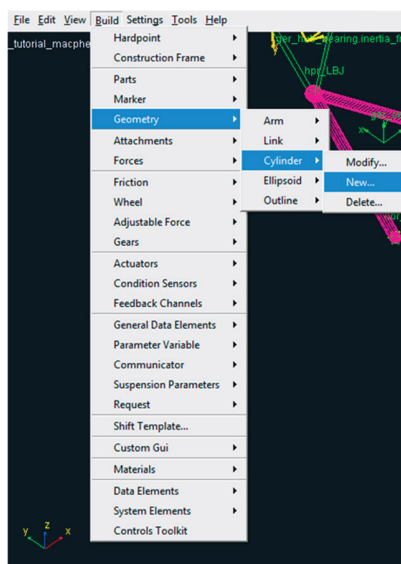 File Edit View Build Settings Tools Help
_tutorial_macphe
hpr_LBJ
Hardpoint
Construction Frame
Parts
Marker
Geometry
Attachments
Forces
Friction
Wheel
Adjustable Force
Gears
Actuators
Condition Sensors
Feedback Channels
General Data Elements
Parameter Variable
Communicator
Suspension Parameters
Request
Shift Template...
Custom Gui
Materials
Data Elements
System Elements
Controls Toolkit
Arm
Link
Cylinder
Ellipsoid
Outline
Modify...
New...
Delete...
y z x